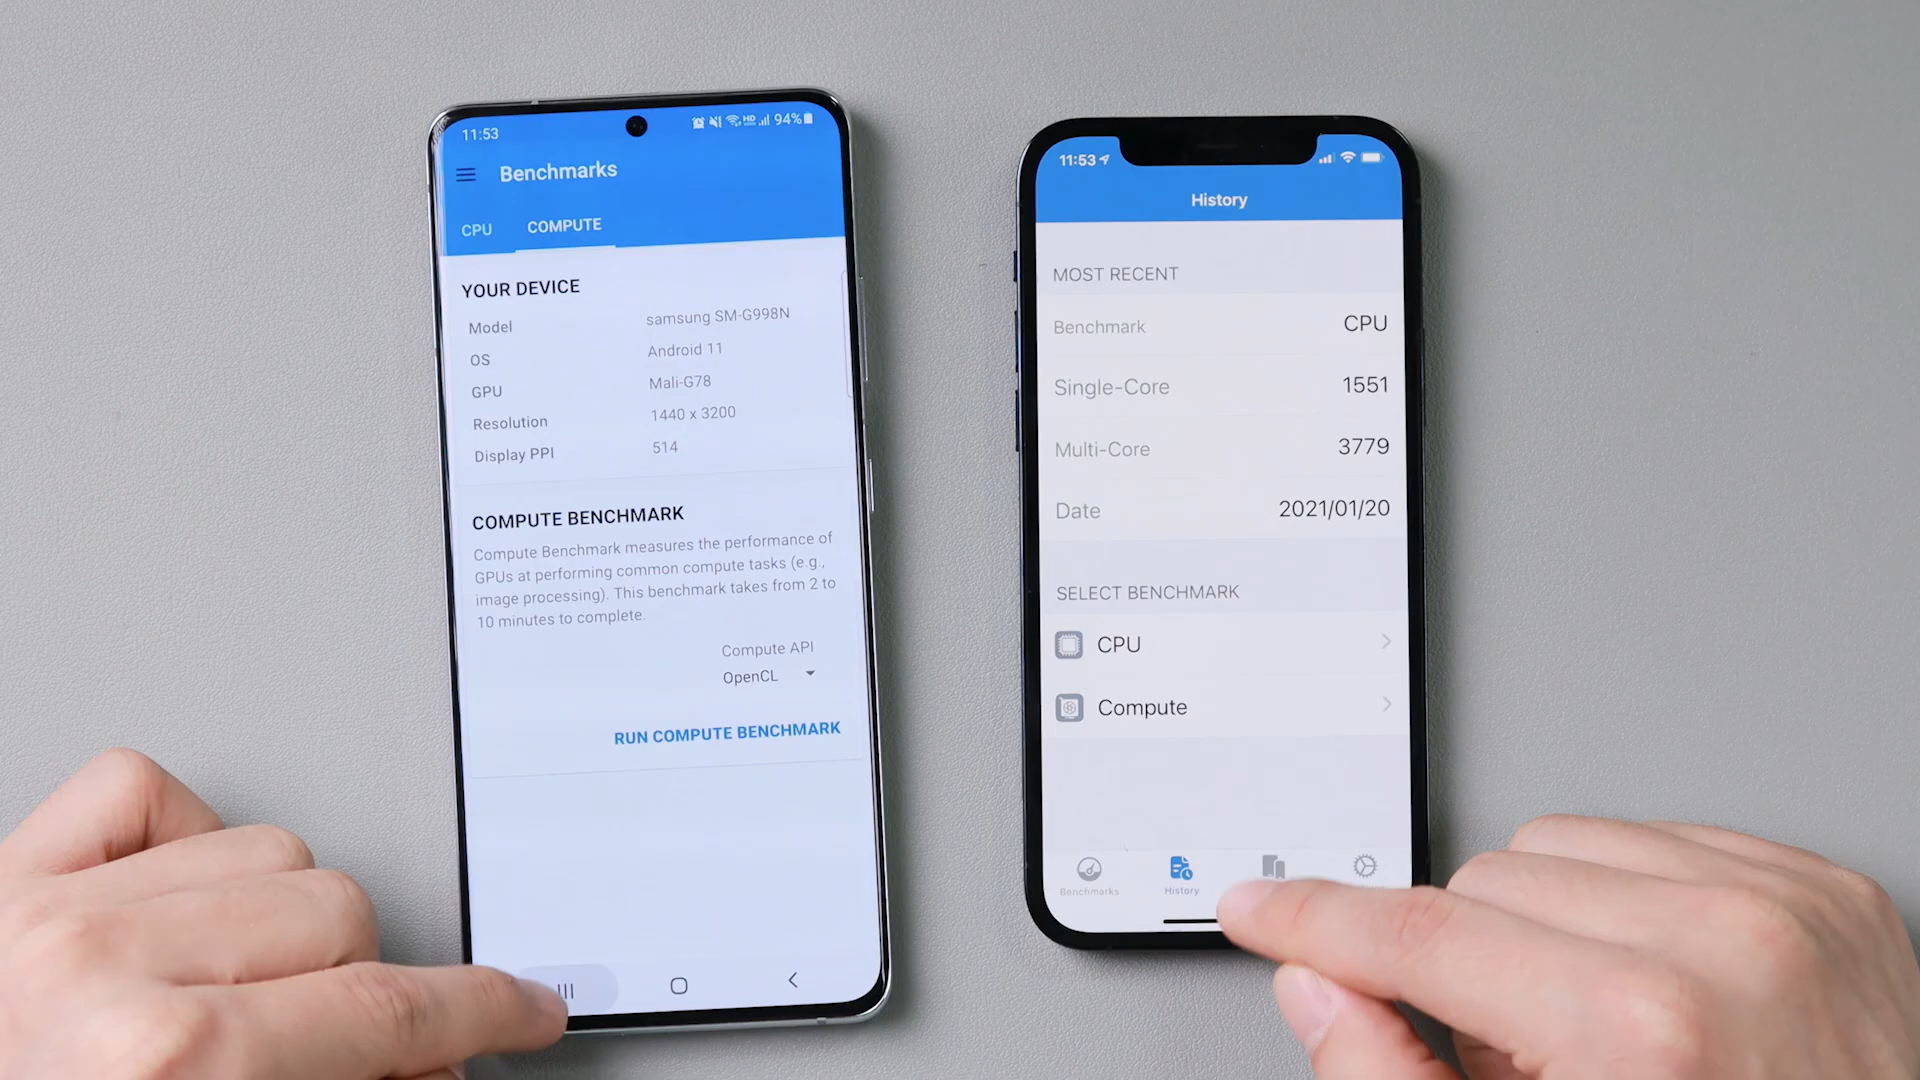 11:53
HD 94%
Benchmarks
CPU COMPUTE
YOUR DEVICE
Model samsung SM-G998N
OS Android 11
GPU Mali-G78
Resolution 1440 x 3200
Display PPI 514
COMPUTE BENCHMARK
Compute Benchmark measures the performance of
GPUs at performing common compute tasks (e.g.,
image processing). This benchmark takes from 2 to
10 minutes to complete.
Compute API
OpenCL
RUN COMPUTE BENCHMARK
11:53
History
MOST RECENT
Benchmark CPU
Single-Core 1551
Multi-Core 3779
Date 2021/01/20
SELECT BENCHMARK
CPU
Compute
Benchmarks History